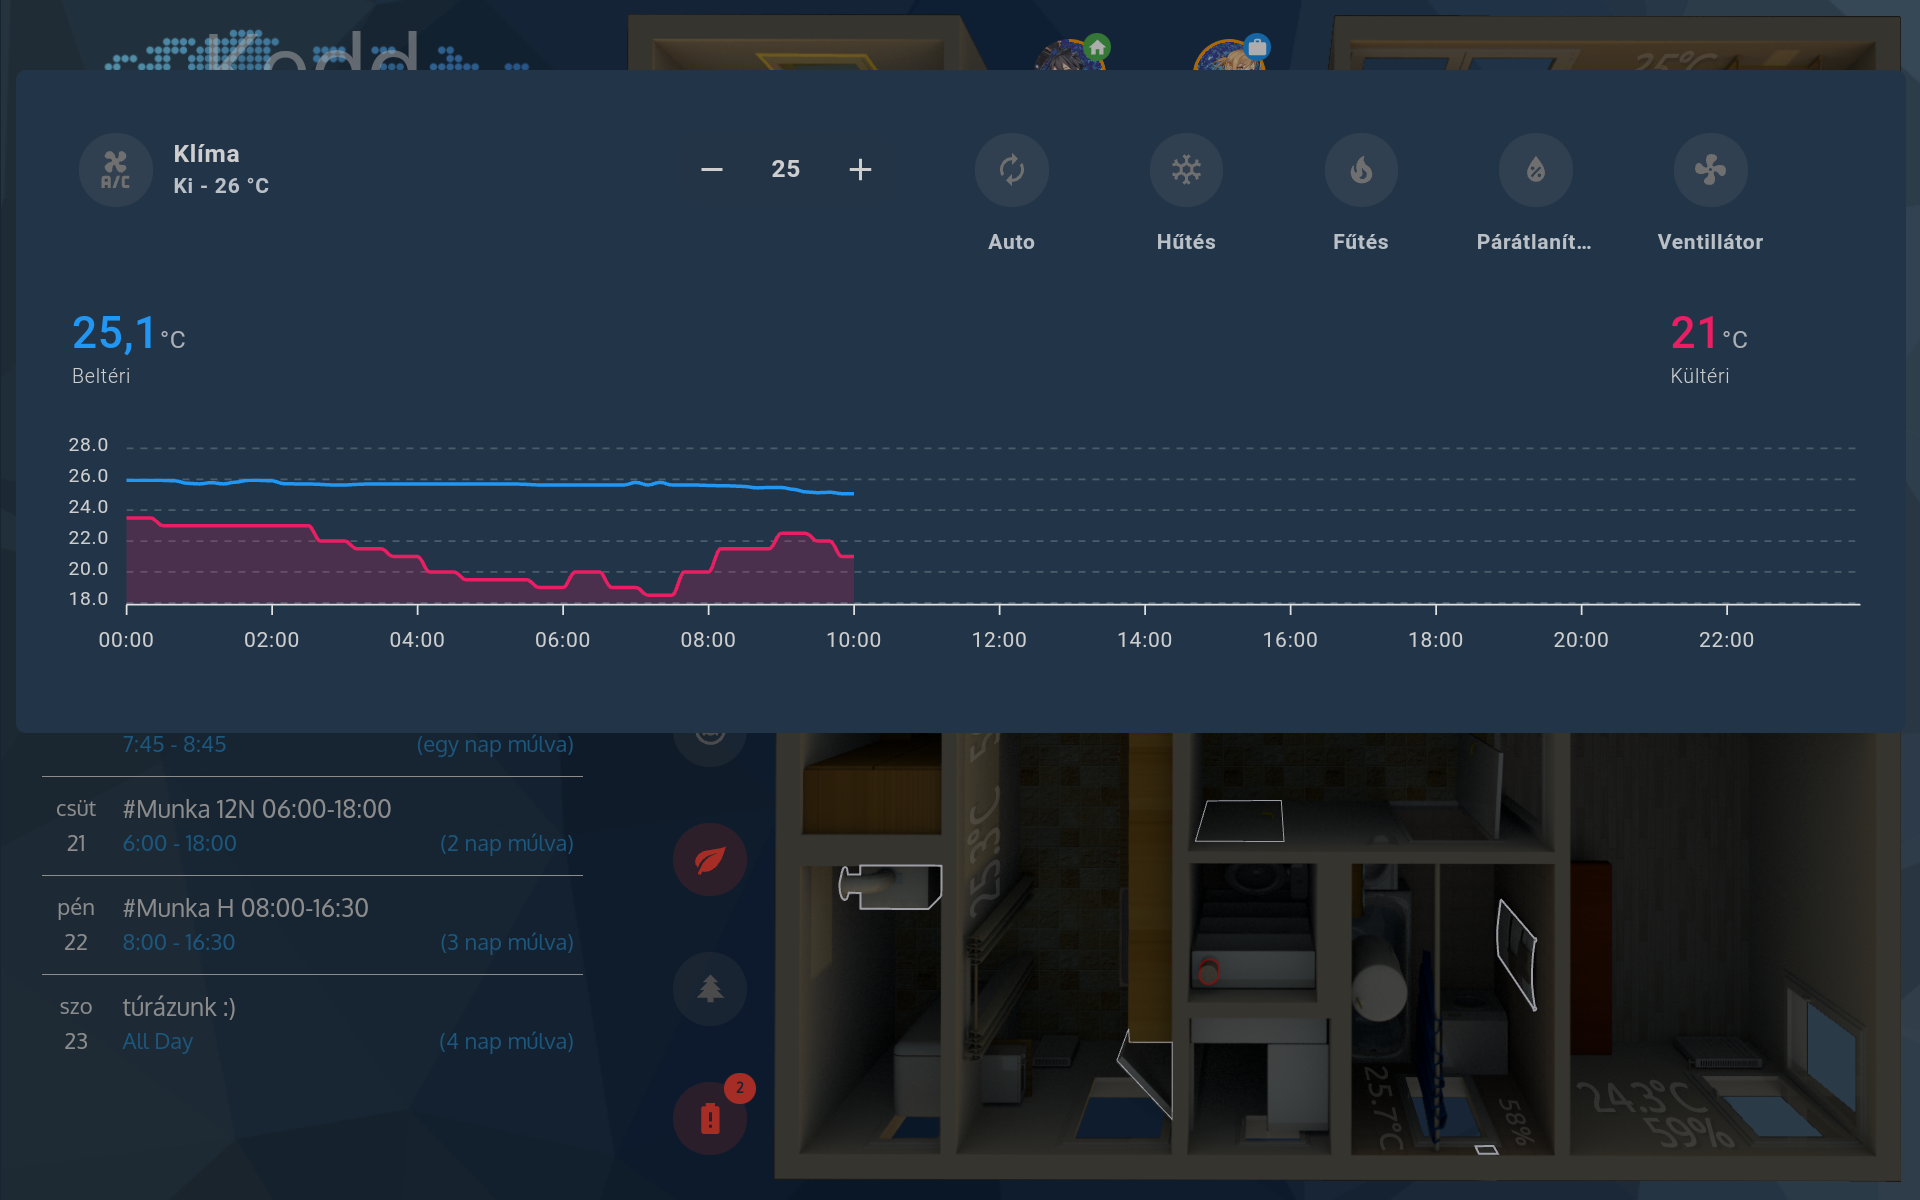 Kedd
25°C
A/C
Klíma
Ki - 26 °C
− 25 +
Auto
Hűtés
Fűtés
Párátlanít...
Ventillátor
25,1 °C
Beltéri
21 °C
Kültéri
28.0
26.0
24.0
22.0
20.0
18.0
00:00 02:00 04:00 06:00 08:00 10:00 12:00 14:00 16:00 18:00 20:00 22:00
7:45 - 8:45 (egy nap múlva)
csüt #Munka 12N 06:00-18:00
21 6:00 - 18:00 (2 nap múlva)
pén #Munka H 08:00-16:30
22 8:00 - 16:30 (3 nap múlva)
szo túrázunk :)
23 All Day (4 nap múlva)
2
25.7°C
58%
24.3°C
59%